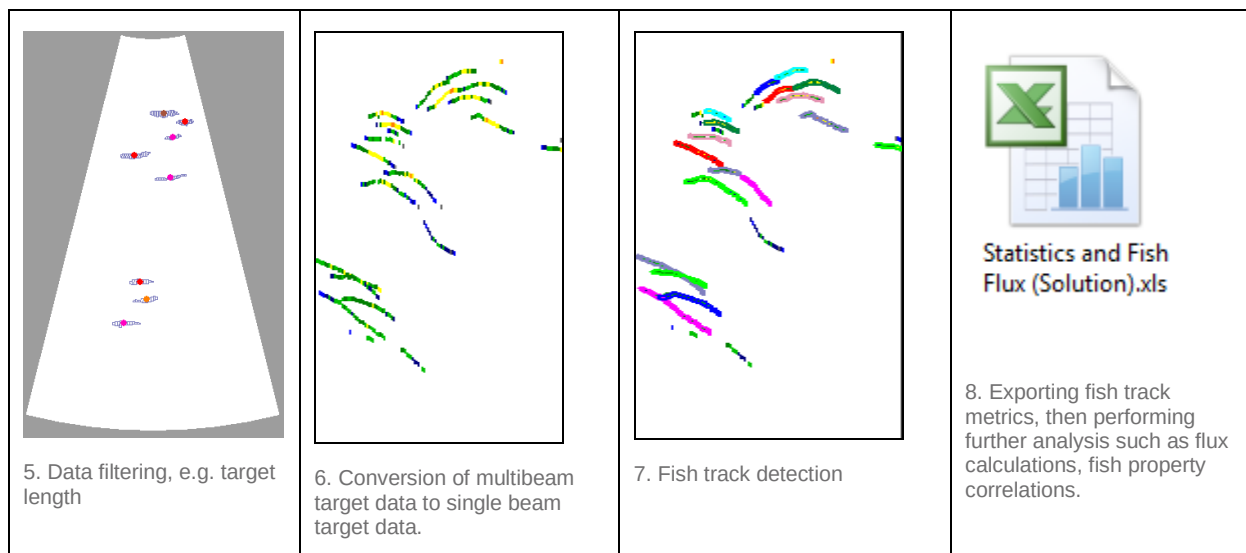 5. Data filtering, e.g. target
length
6. Conversion of multibeam
target data to single beam
target data.
7. Fish track detection
Statistics and Fish
Flux (Solution).xls
8. Exporting fish track
metrics, then performing
further analysis such as flux
calculations, fish property
correlations.